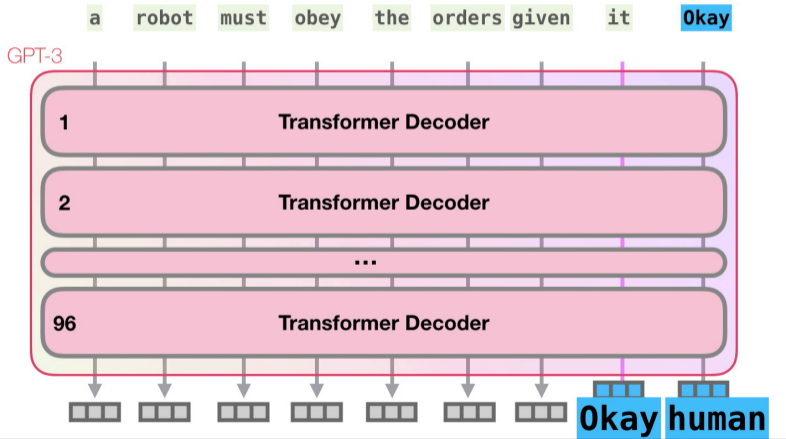 a robot must obey the orders given it Okay
GPT-3
1 Transformer Decoder
2 Transformer Decoder
...
96 Transformer Decoder
Okay human